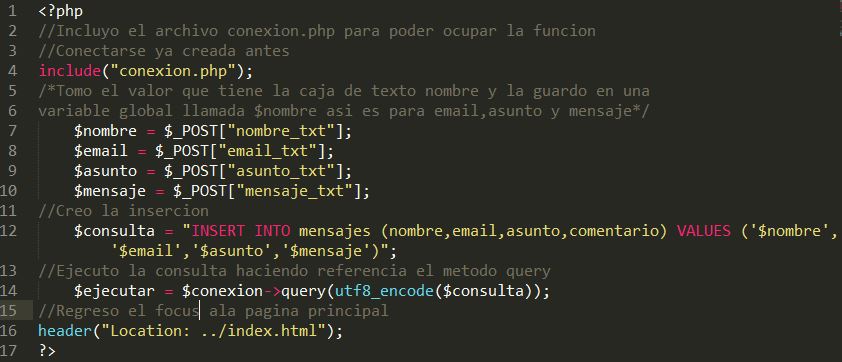 1 <?php
2 //Incluyo el archivo conexion.php para poder ocupar la funcion
3 //Conectarse ya creada antes
4 include("conexion.php");
5 /*Tomo el valor que tiene la caja de texto nombre y la guardo en una
6 variable global llamada $nombre asi es para email,asunto y mensaje*/
7 $nombre = $_POST["nombre_txt"];
8 $email = $_POST["email_txt"];
9 $asunto = $_POST["asunto_txt"];
10 $mensaje = $_POST["mensaje_txt"];
11 //Creo la insercion
12 $consulta = "INSERT INTO mensajes (nombre,email,asunto,comentario) VALUES ('$nombre',
'$email','$asunto','$mensaje')";
13 //Ejecuto la consulta haciendo referencia el metodo query
14 $ejecutar = $conexion->query(utf8_encode($consulta));
15 //Regreso el focus ala pagina principal
16 header("Location: ../index.html");
17 ?>